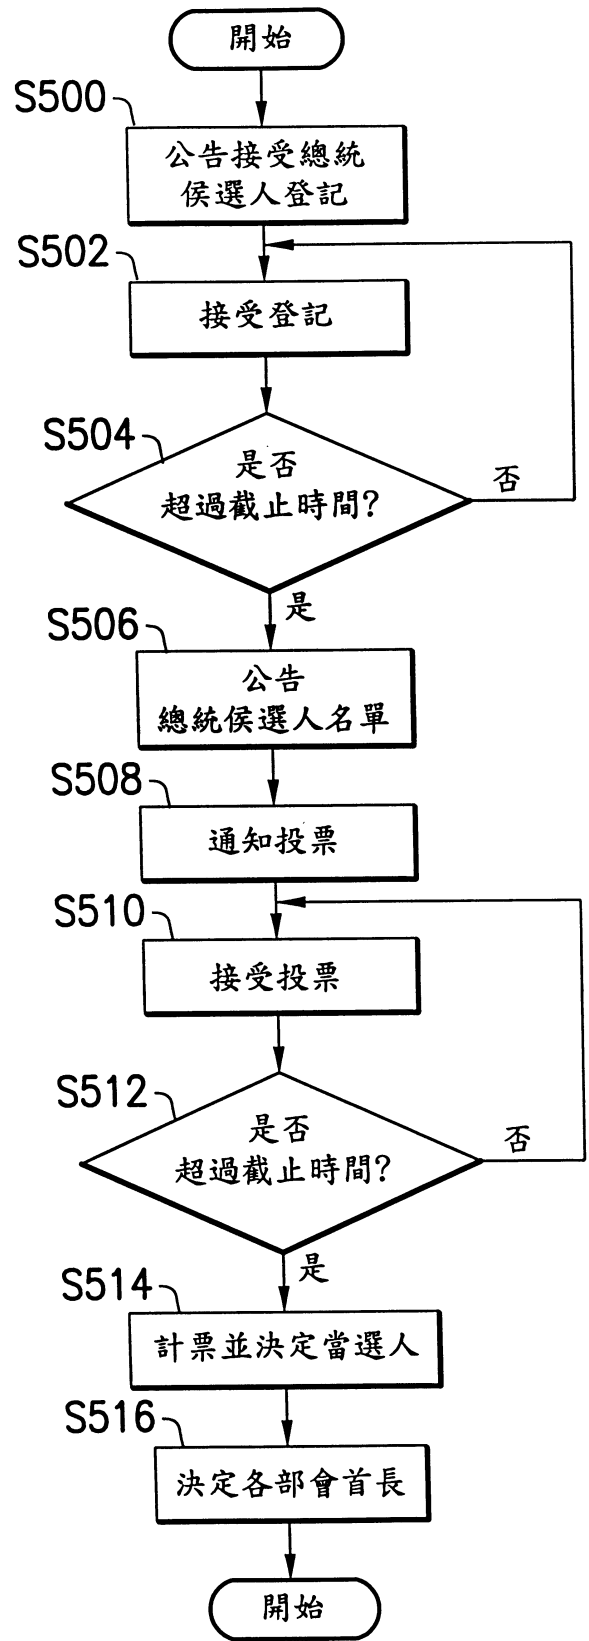 開始
S500
公告接受總統
侯選人登記
S502
接受登記
S504
是否
超過截止時間?
否
是
S506
公告
總統侯選人名單
S508
通知投票
S510
接受投票
S512
是否
超過截止時間?
否
是
S514
計票並決定當選人
S516
決定各部會首長
開始